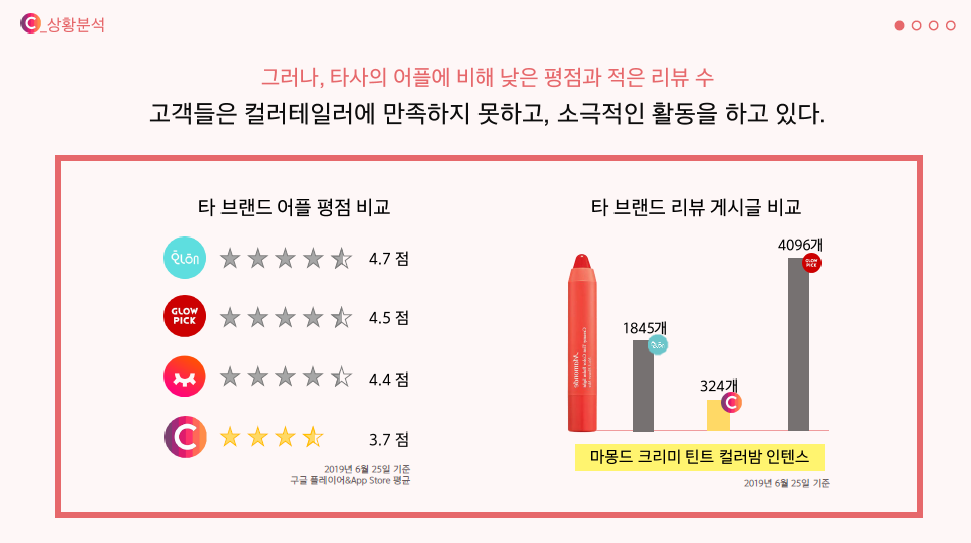 C_상황분석
그러나, 타사의 어플에 비해 낮은 평점과 적은 리뷰 수
고객들은 컬러테일러에 만족하지 못하고, 소극적인 활동을 하고 있다.
타 브랜드 어플 평점 비교
4.7 점
GLOW
PICK
4.5 점
4.4 점
C
3.7 점
2019년 6월 25일 기준
구글 플레이어&App Store 평균
타 브랜드 리뷰 게시글 비교
4096개
GLOW
PICK
1845개
324개
C
마몽드 크리미 틴트 컬러밤 인텐스
2019년 6월 25일 기준